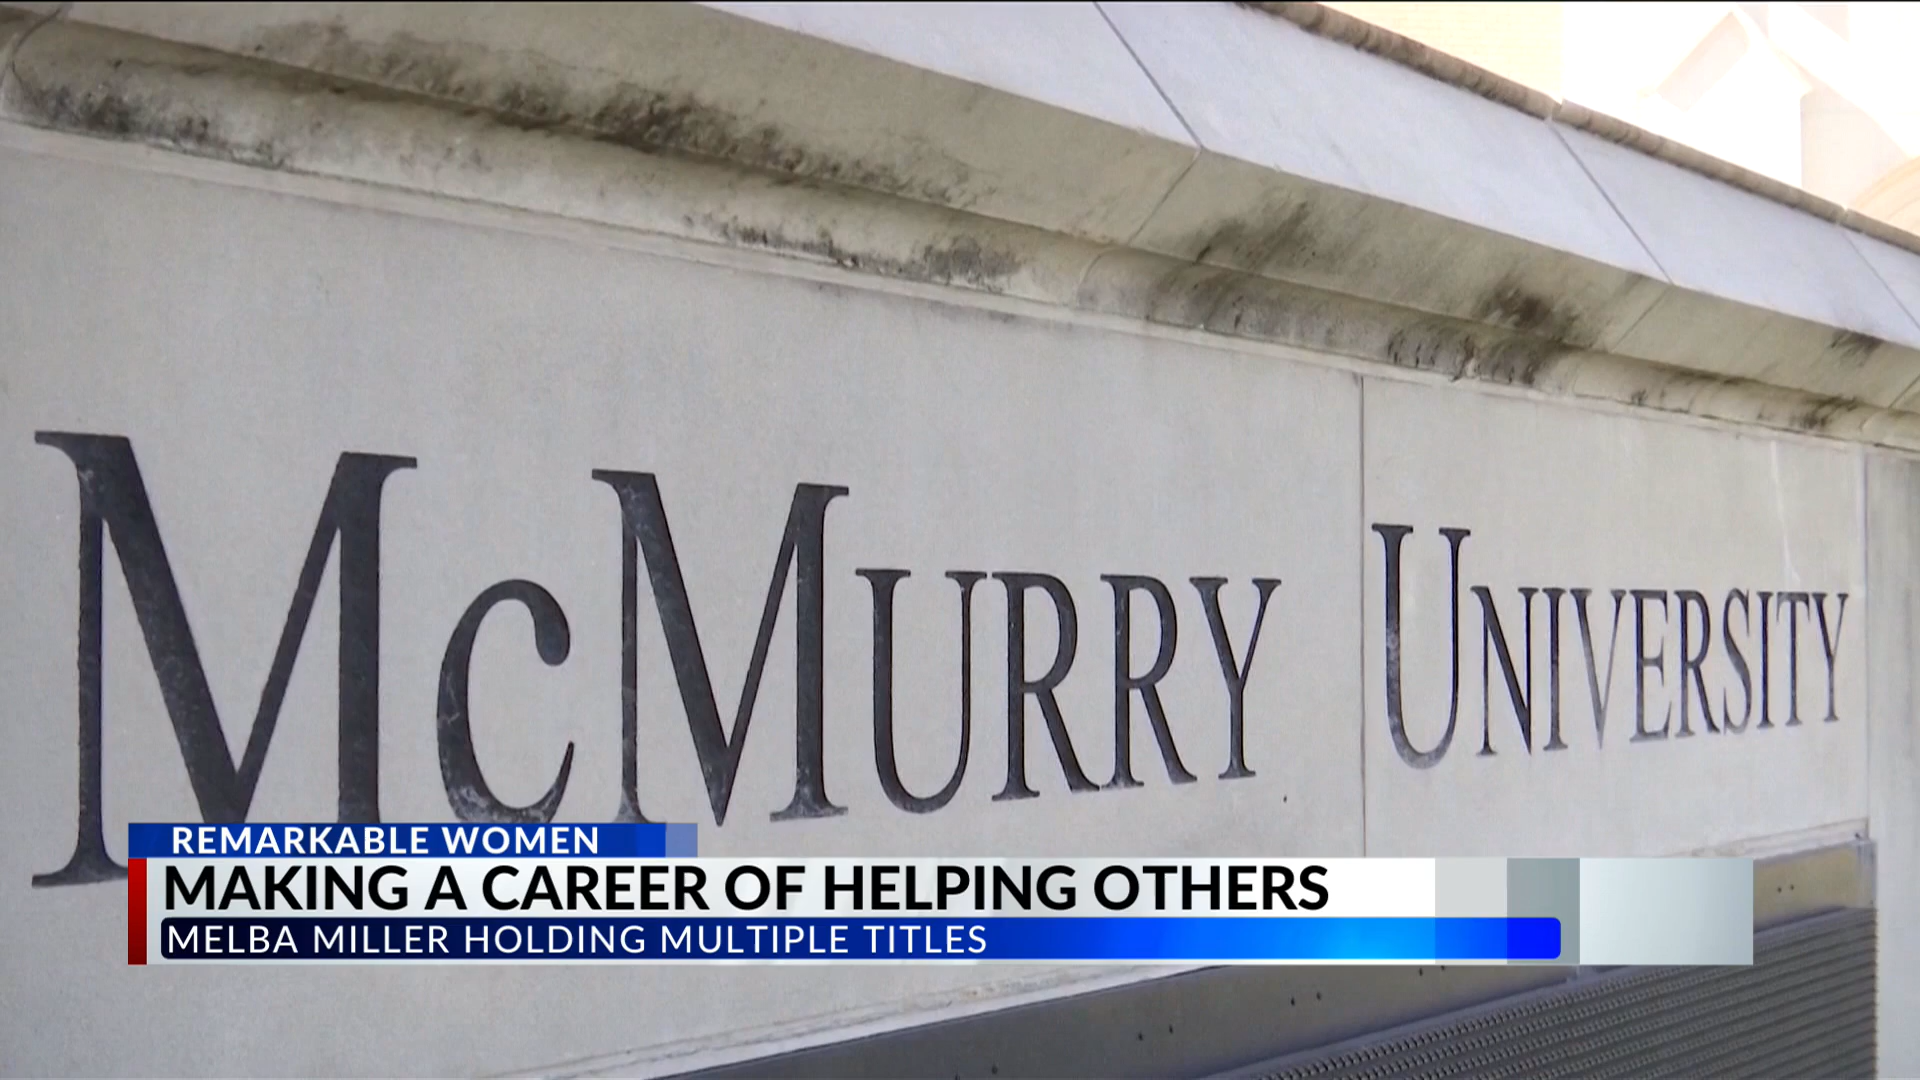 McMURRY UNIVERSITY
REMARKABLE WOMEN
MAKING A CAREER OF HELPING OTHERS
MELBA MILLER HOLDING MULTIPLE TITLES